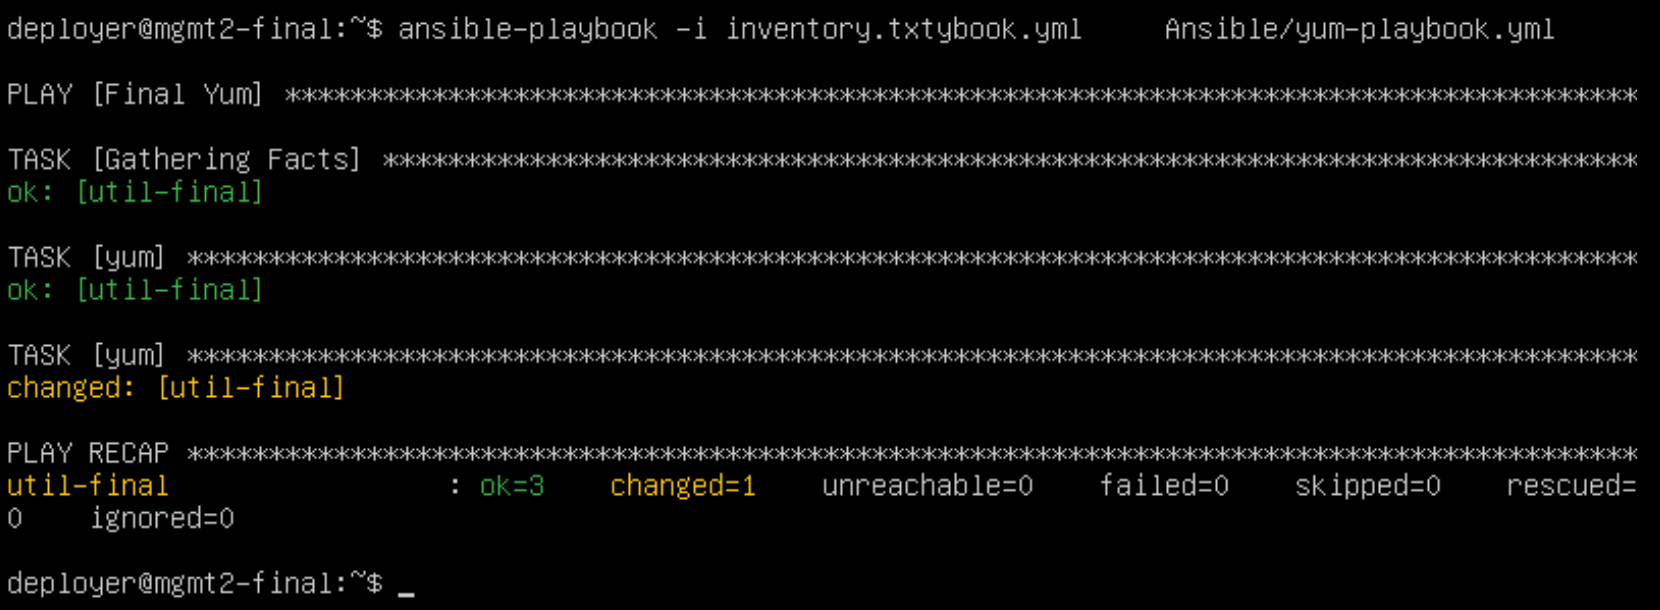 deployer@mgmt2-final:~$ ansible-playbook -i inventory.txtybook.yml     Ansible/yum-playbook.yml
PLAY [Final Yum] ***********************************************************************************
TASK [Gathering Facts] *****************************************************************************
ok: [util-final]
TASK [yum] *****************************************************************************************
ok: [util-final]
TASK [yum] *****************************************************************************************
changed: [util-final]
PLAY RECAP *****************************************************************************************
util-final                 : ok=3    changed=1    unreachable=0    failed=0    skipped=0    rescued=
0    ignored=0
deployer@mgmt2-final:~$ _